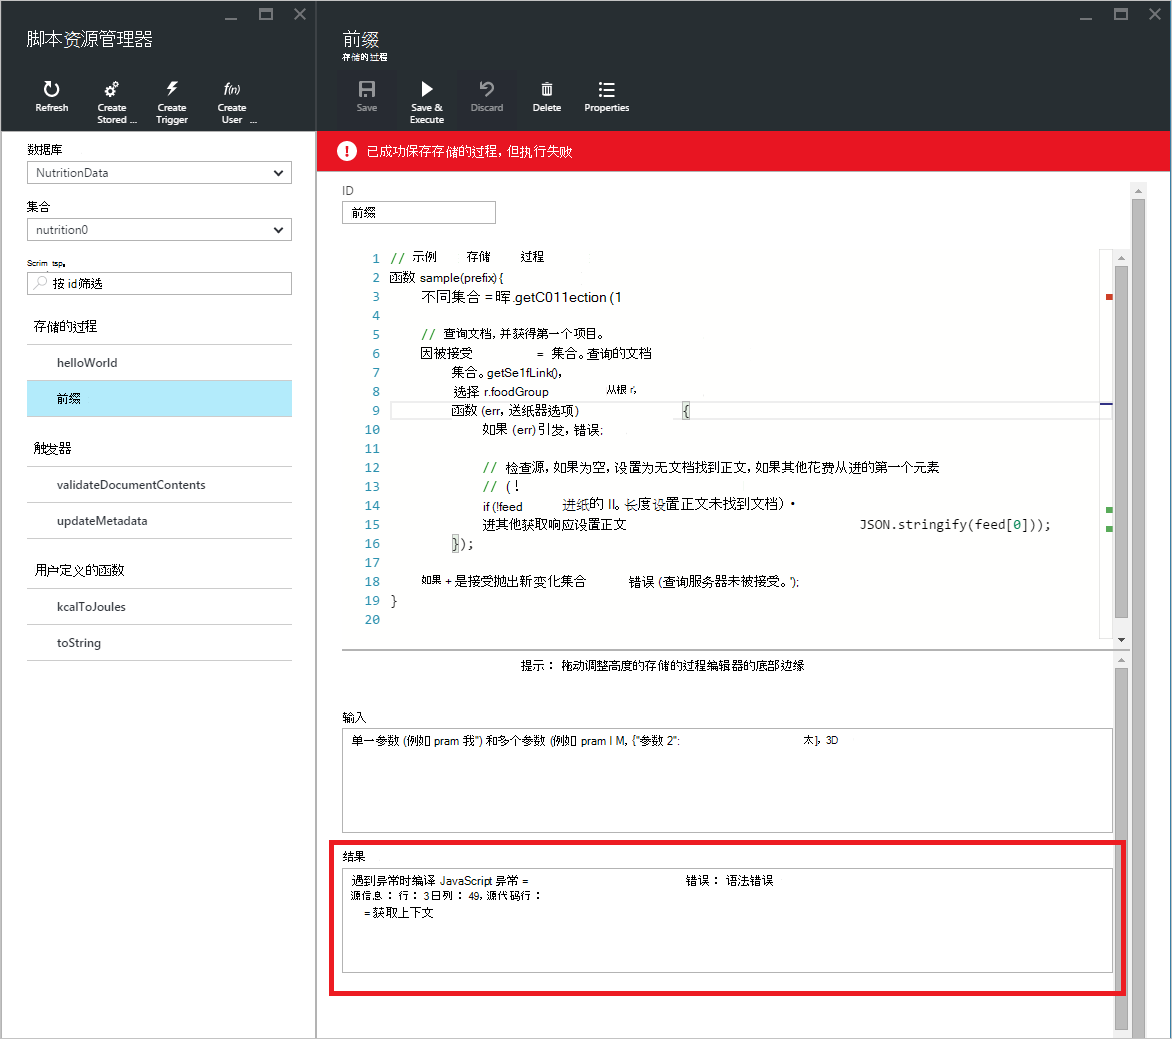 脚本资源管理器
Refresh
Create Stored ...
Create Trigger
Create User ...
数据库
NutritionData
集合
nutrition0
Scrim tsp。
按 id筛选
存储的过程
helloWorld
前缀
触发器
validateDocumentContents
updateMetadata
用户定义的函数
kcalToJoules
toString
前缀
存储的过程
Save
Save & Execute
Discard
Delete
Properties
已成功保存存储的过程，但执行失败
ID
前缀
1 // 示例 存储 过程
2 函数 sample(prefix){
3 不同集合 = 晖.getC011ection (1
4
5 // 查询文档，并获得第一个项目。
6 因被接受 = 集合。查询的文档
7 集合。getSe1fLink()，
8 选择 r.foodGroup 从根 r，
9 函数 (err，送纸器选项) {
10 如果 (err)引发，错误;
11
12 // 检查源，如果为空，设置为无文档找到正文，如果其他花费从进的第一个元素
13 // (！
14 if (!feed 进纸的 II。长度设置正文未找到文档）•
15 进其他获取响应设置正文 JSON.stringify(feed[0]));
16 });
17
18 如果 + 是接受抛出新变化集合 错误 (查询服务器未被接受。');
19 }
20
提示： 拖动调整高度的存储的过程编辑器的底部边缘
输入
单一参数 (例如 pram 我") 和多个参数 (例如 pram I M，{"参数 2": 太]，3D
结果
遇到异常时编译 JavaScript 异常 = 错误： 语法错误
源信息： 行： 3日列： 49，源代码行：
= 获取上下文